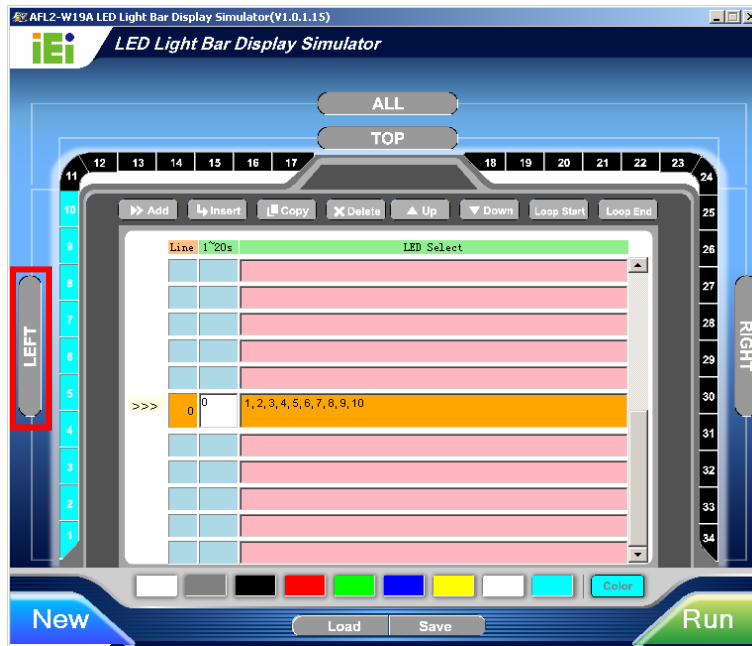 AFL2-W19A LED Light Bar Display Simulator(V1.0.1.15)
iEi
LED Light Bar Display Simulator
ALL
TOP
11 12 13 14 15 16 17 18 19 20 21 22 23 24
Add Insert Copy Delete Up Down Loop Start Loop End
Line 1~20s LED Select
10
9
8
7
6
5
4
3
2
1
LEFT
>>> 0 0 1,2,3,4,5,6,7,8,9,10
25
26
27
28
29
30
31
32
33
34
RIGHT
Color
New
Load Save
Run